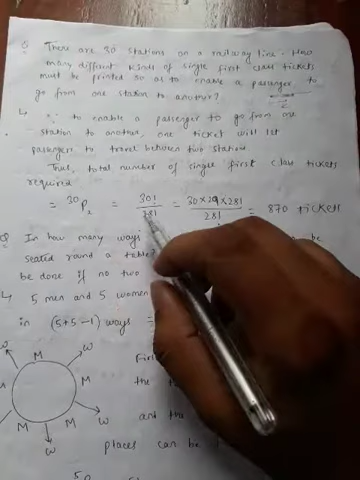 Q There are 30 stations on a railway line. How
many different kinds of single first class tickets
must be printed so as to enable a passenger to
go from one station to another?
↳ ∵ to enable a passenger to go from one
station to another, one ticket will let
passengers to travel between two station
Thus, total number of single first class tickets
required
= ³⁰P₂ = 30!/28! = 30×29×28!/28! = 870 tickets
Q In how many ways be
seated round a table
be done if no two
↳ 5 men and 5 women
in (5+5-1) ways =
M W
W M
M W
M M W
W
the
and the
places can be
5P